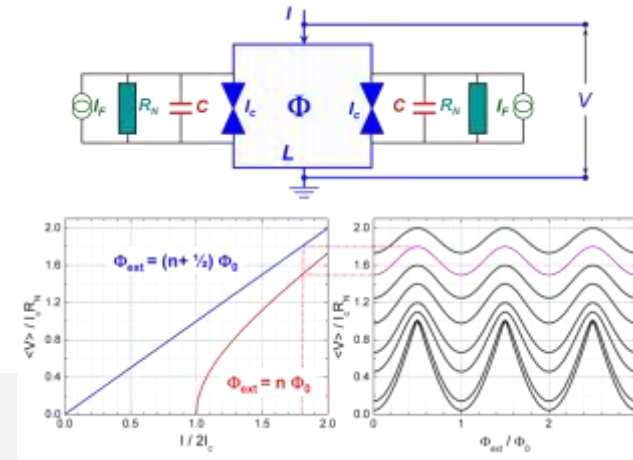 I
I_F R_N C I_c Φ I_c C R_N I_F V
L
2.0 2.0
Φ_ext = (n+ ½) Φ_0
1.6 1.6
1.2 1.2
<V> / I_c R_N <V> / I_c R_N
0.8 0.8
0.4 0.4
Φ_ext = n Φ_0
0.0 0.0
0.0 0.5 1.0 1.5 2.0 0 1 2
I / 2I_c Φ_ext / Φ_0